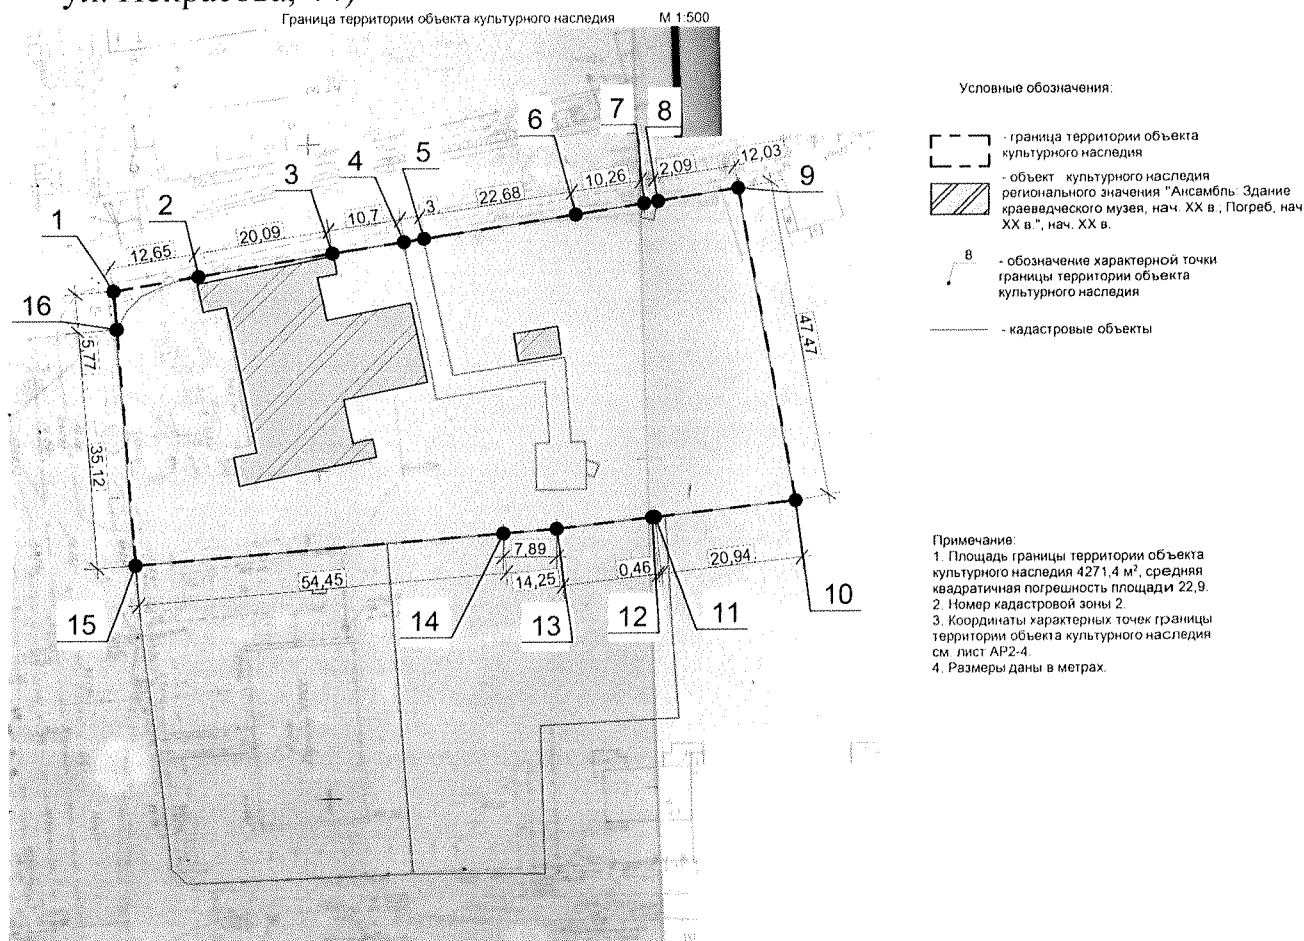 Граница территории объекта культурного наследия
М 1:500
1
2
3
4
5
6
7
8
9
16
15
14
13
12
11
10
12,65
20,09
10,7
3
22,68
10,26
2,09
12,03
47,47
5,77
35,12
54,45
7,89
14,25
0,46
20,94
Условные обозначения:
- граница территории объекта
культурного наследия
- объект культурного наследия
регионального значения "Ансамбль: Здание
краеведческого музея, нач. XX в.; Погреб, нач
XX в.", нач. XX в.
8
- обозначение характерной точки
границы территории объекта
культурного наследия
- кадастровые объекты
Примечание:
1. Площадь границы территории объекта
культурного наследия 4271,4 м², средняя
квадратичная погрешность площади 22,9.
2. Номер кадастровой зоны 2.
3. Координаты характерных точек границы
территории объекта культурного наследия
см. лист АР2-4.
4. Размеры даны в метрах.